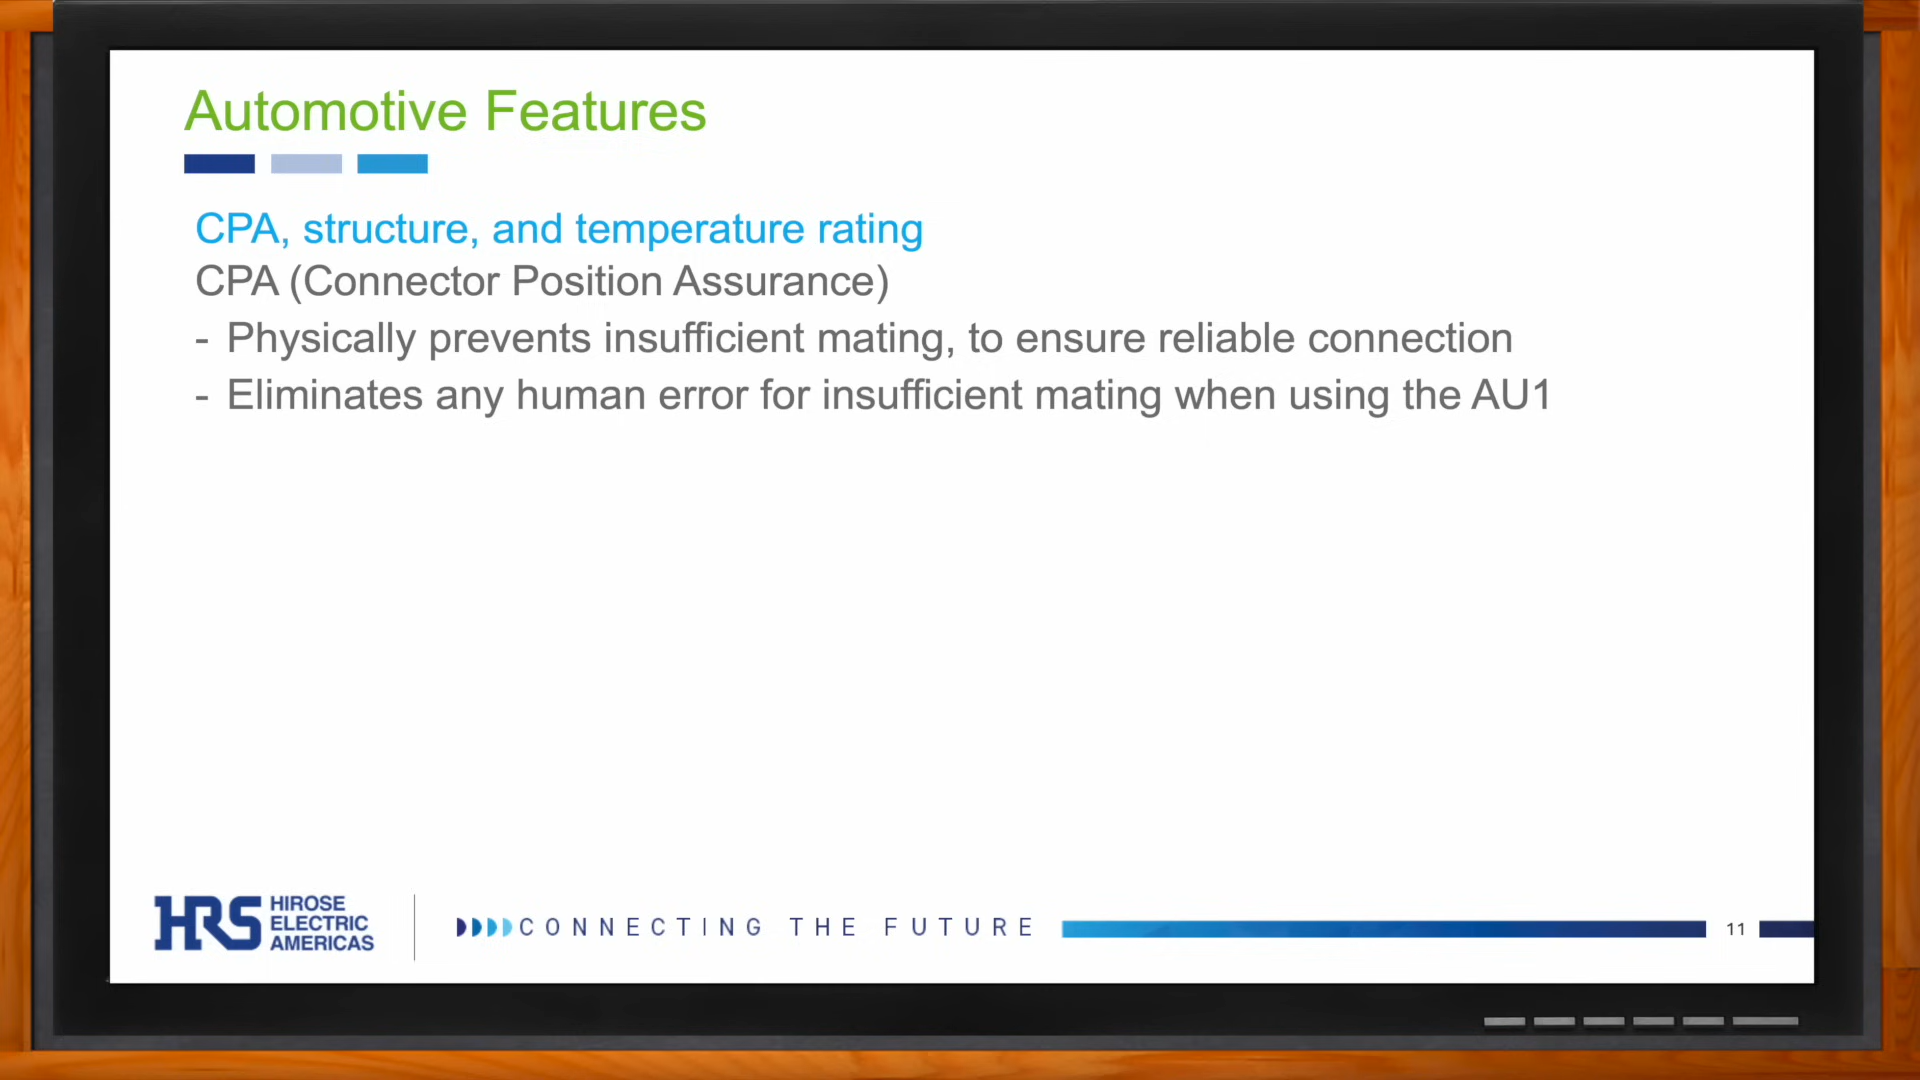 Automotive Features
CPA, structure, and temperature rating
CPA (Connector Position Assurance)
- Physically prevents insufficient mating, to ensure reliable connection
- Eliminates any human error for insufficient mating when using the AU1
HRS HIROSE
ELECTRIC
AMERICAS
CONNECTING THE FUTURE
11